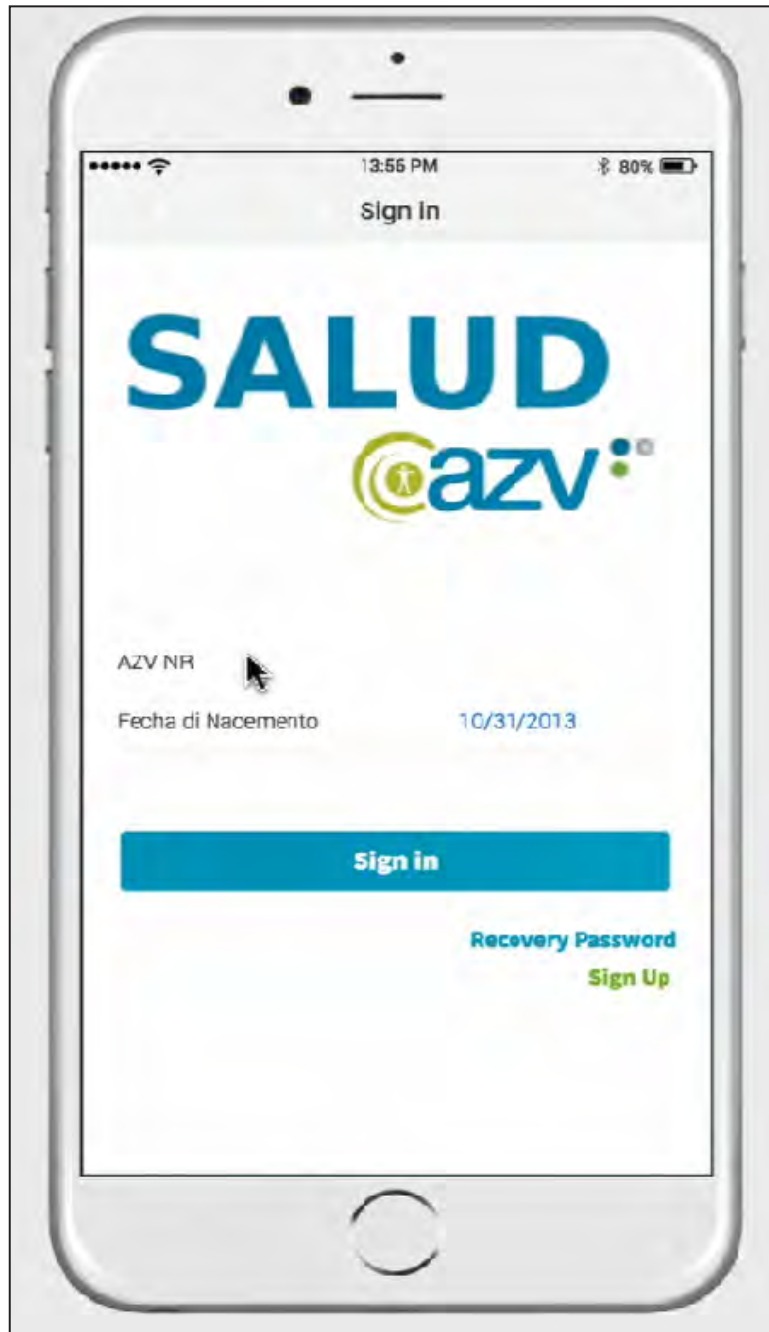 13:55 PM 80%
Sign in
SALUD
azv
AZV NR
Fecha di Nacemento 10/31/2013
Sign in
Recovery Password
Sign Up